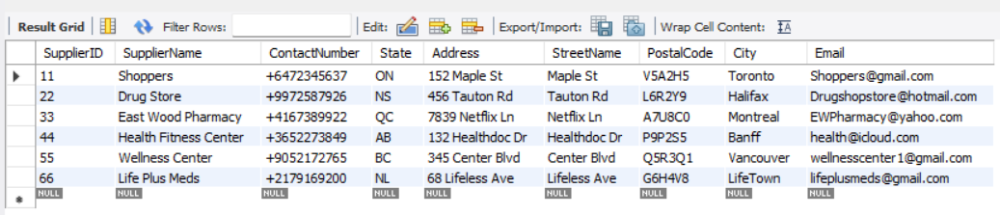 Result Grid Filter Rows: Edit: Export/Import: Wrap Cell Content: IA
SupplierID SupplierName ContactNumber State Address StreetName PostalCode City Email
11 Shoppers +6472345637 ON 152 Maple St Maple St V5A2H5 Toronto Shoppers@gmail.com
22 Drug Store +9972587926 NS 456 Tauton Rd Tauton Rd L6R2Y9 Halifax Drugshopstore@hotmail.com
33 East Wood Pharmacy +4167389922 QC 7839 Netflix Ln Netflix Ln A7U8C0 Montreal EWPharmacy@yahoo.com
44 Health Fitness Center +3652273849 AB 132 Healthdoc Dr Healthdoc Dr P9P2S5 Banff health@icloud.com
55 Wellness Center +9052172765 BC 345 Center Blvd Center Blvd Q5R3Q1 Vancouver wellnesscenter1@gmail.com
66 Life Plus Meds +2179169200 NL 68 Lifeless Ave Lifeless Ave G6H4V8 LifeTown lifeplusmeds@gmail.com
NULL NULL NULL NULL NULL NULL NULL NULL NULL